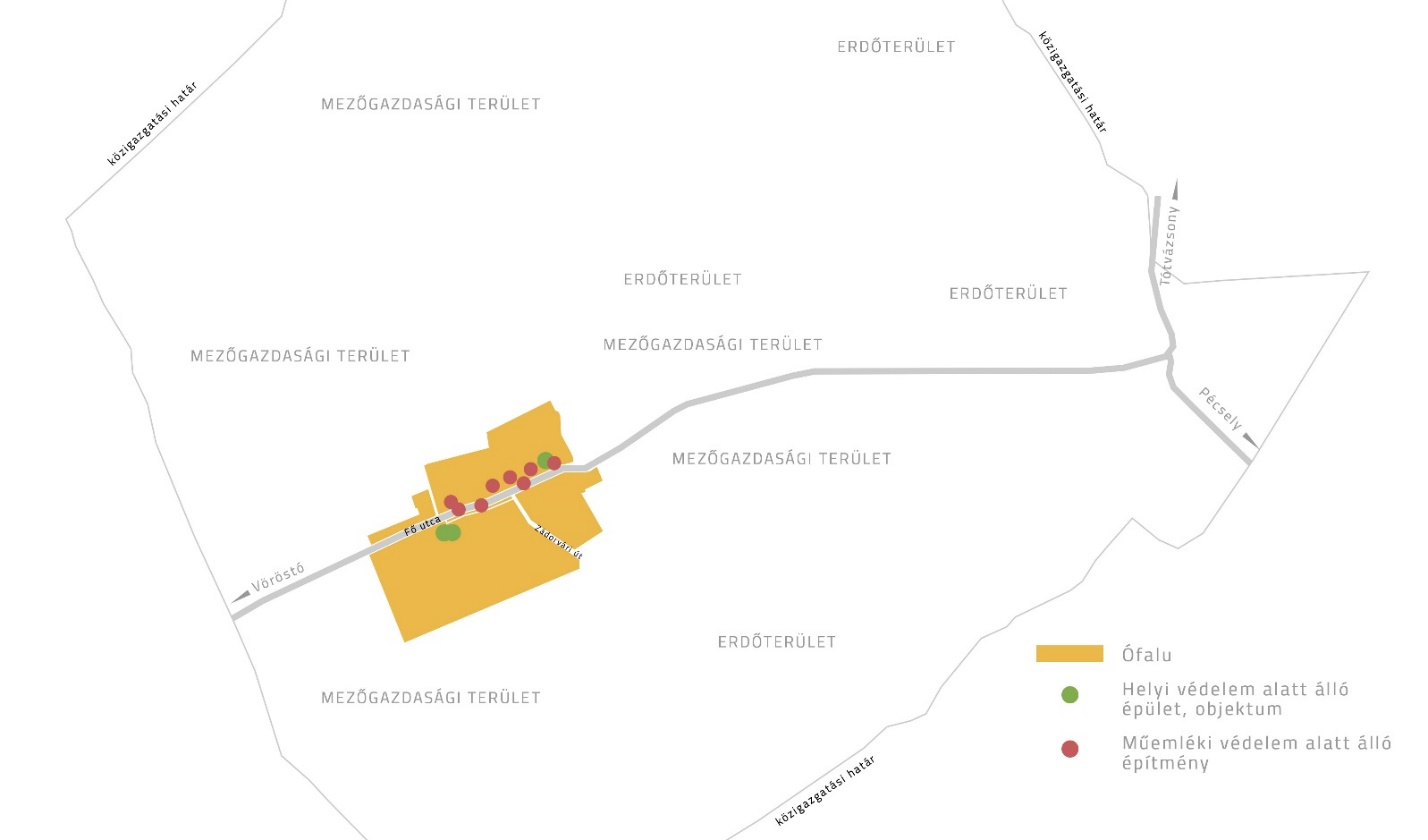 ERDŐTERÜLET
közigazgatási határ
MEZŐGAZDASÁGI TERÜLET
közigazgatási határ
Tótvázsony
ERDŐTERÜLET
ERDŐTERÜLET
MEZŐGAZDASÁGI TERÜLET
MEZŐGAZDASÁGI TERÜLET
Pécsely
MEZŐGAZDASÁGI TERÜLET
Fő utca
Zádorvári út
Vöröstó
ERDŐTERÜLET
MEZŐGAZDASÁGI TERÜLET
közigazgatási határ
Ófalu
Helyi védelem alatt álló
épület, objektum
Műemléki védelem alatt álló
építmény